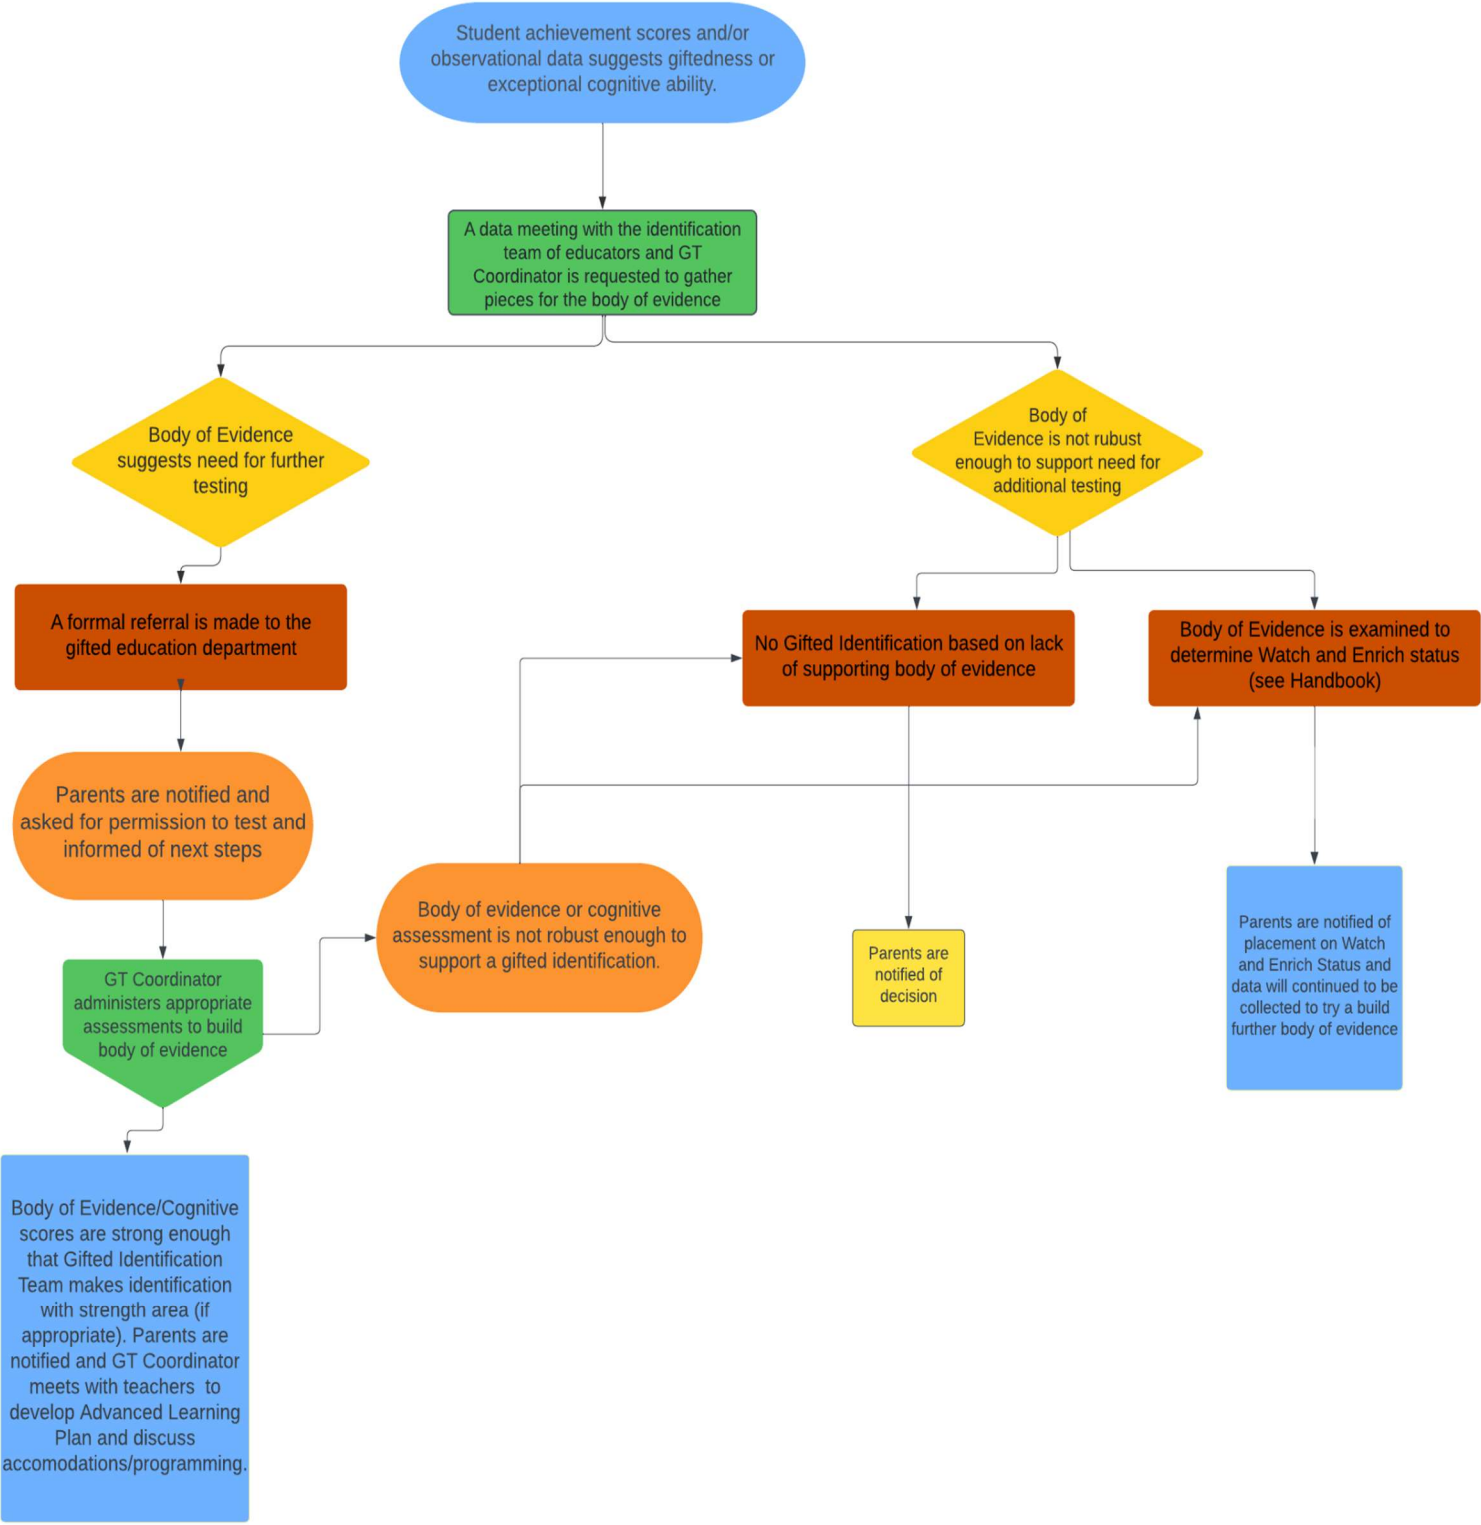 Student achievement scores and/or
observational data suggests giftedness or
exceptional cognitive ability.
A data meeting with the identification
team of educators and GT
Coordinator is requested to gather
pieces for the body of evidence
Body of Evidence
suggests need for further
testing
Body of
Evidence is not rubust
enough to support need for
additional testing
A forrmal referral is made to the
gifted education department
No Gifted Identification based on lack
of supporting body of evidence
Body of Evidence is examined to
determine Watch and Enrich status
(see Handbook)
Parents are notified and
asked for permission to test and
informed of next steps
Body of evidence or cognitive
assessment is not robust enough to
support a gifted identification.
Parents are
notified of
decision
Parents are notified of
placement on Watch
and Enrich Status and
data will continued to be
collected to try a build
further body of evidence
GT Coordinator
administers appropriate
assessments to build
body of evidence
Body of Evidence/Cognitive
scores are strong enough
that Gifted Identification
Team makes identification
with strength area (if
appropriate). Parents are
notified and GT Coordinator
meets with teachers  to
develop Advanced Learning
Plan and discuss
accomodations/programming.